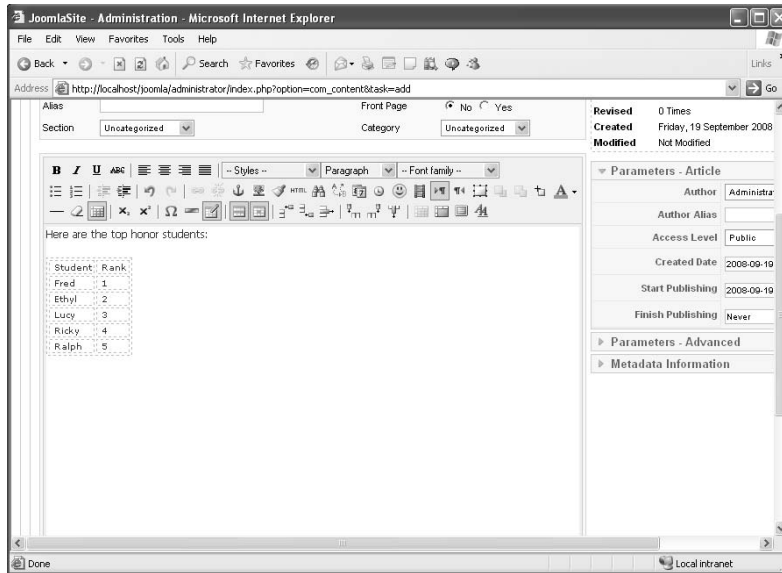 JoomlaSite - Administration - Microsoft Internet Explorer
File Edit View Favorites Tools Help
Back Search Favorites
Links
Address http://localhost/joomla/administrator/index.php?option=com_content&task=add Go
Alias Front Page No Yes
Section Uncategorized Category Uncategorized
Revised 0 Times
Created Friday, 19 September 2008
Modified Not Modified
B I U ABC -- Styles -- Paragraph -- Font family --
HTML
A
Here are the top honor students:
Student Rank
Fred 1
Ethyl 2
Lucy 3
Ricky 4
Ralph 5
Parameters - Article
Author Administra
Author Alias
Access Level Public
Created Date 2008-09-19
Start Publishing 2008-09-19
Finish Publishing Never
Parameters - Advanced
Metadata Information
Done Local intranet